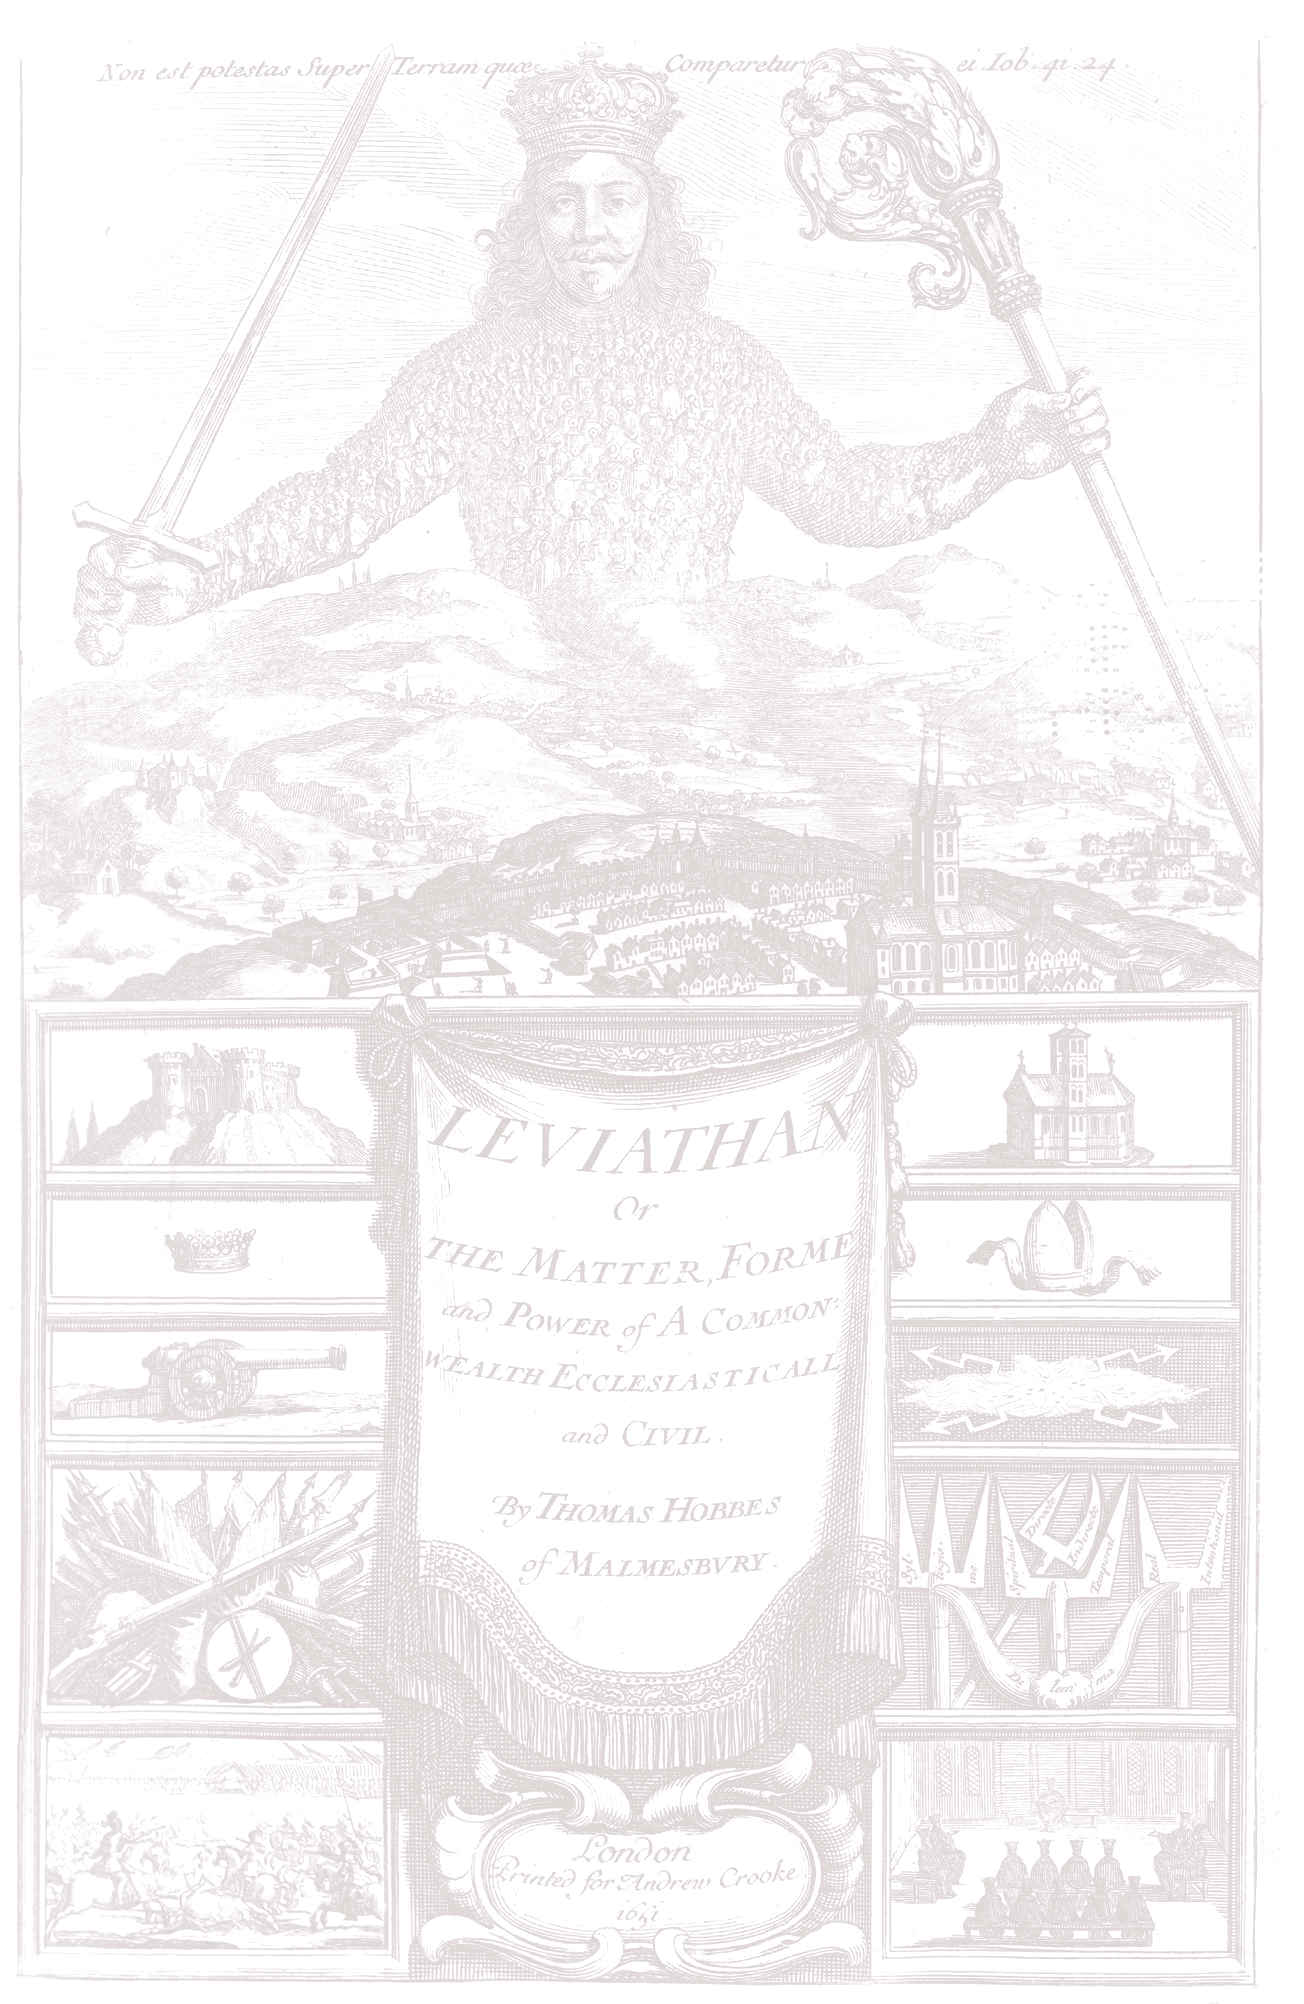 Non est potestas Super Terram quæ Comparetur ei Iob. 41. 24.
LEVIATHAN
Or
THE MATTER, FORME
and POWER of A COMMON-
WEALTH ECCLESIASTICALL
and CIVIL.
By THOMAS HOBBES
of MALMESBVRY.
Syl
logis:
me
Spiritual
Temporal
Directe
Indirecte
Real
Intentional
Di
lem
ma
London
Printed for Andrew Crooke
1651